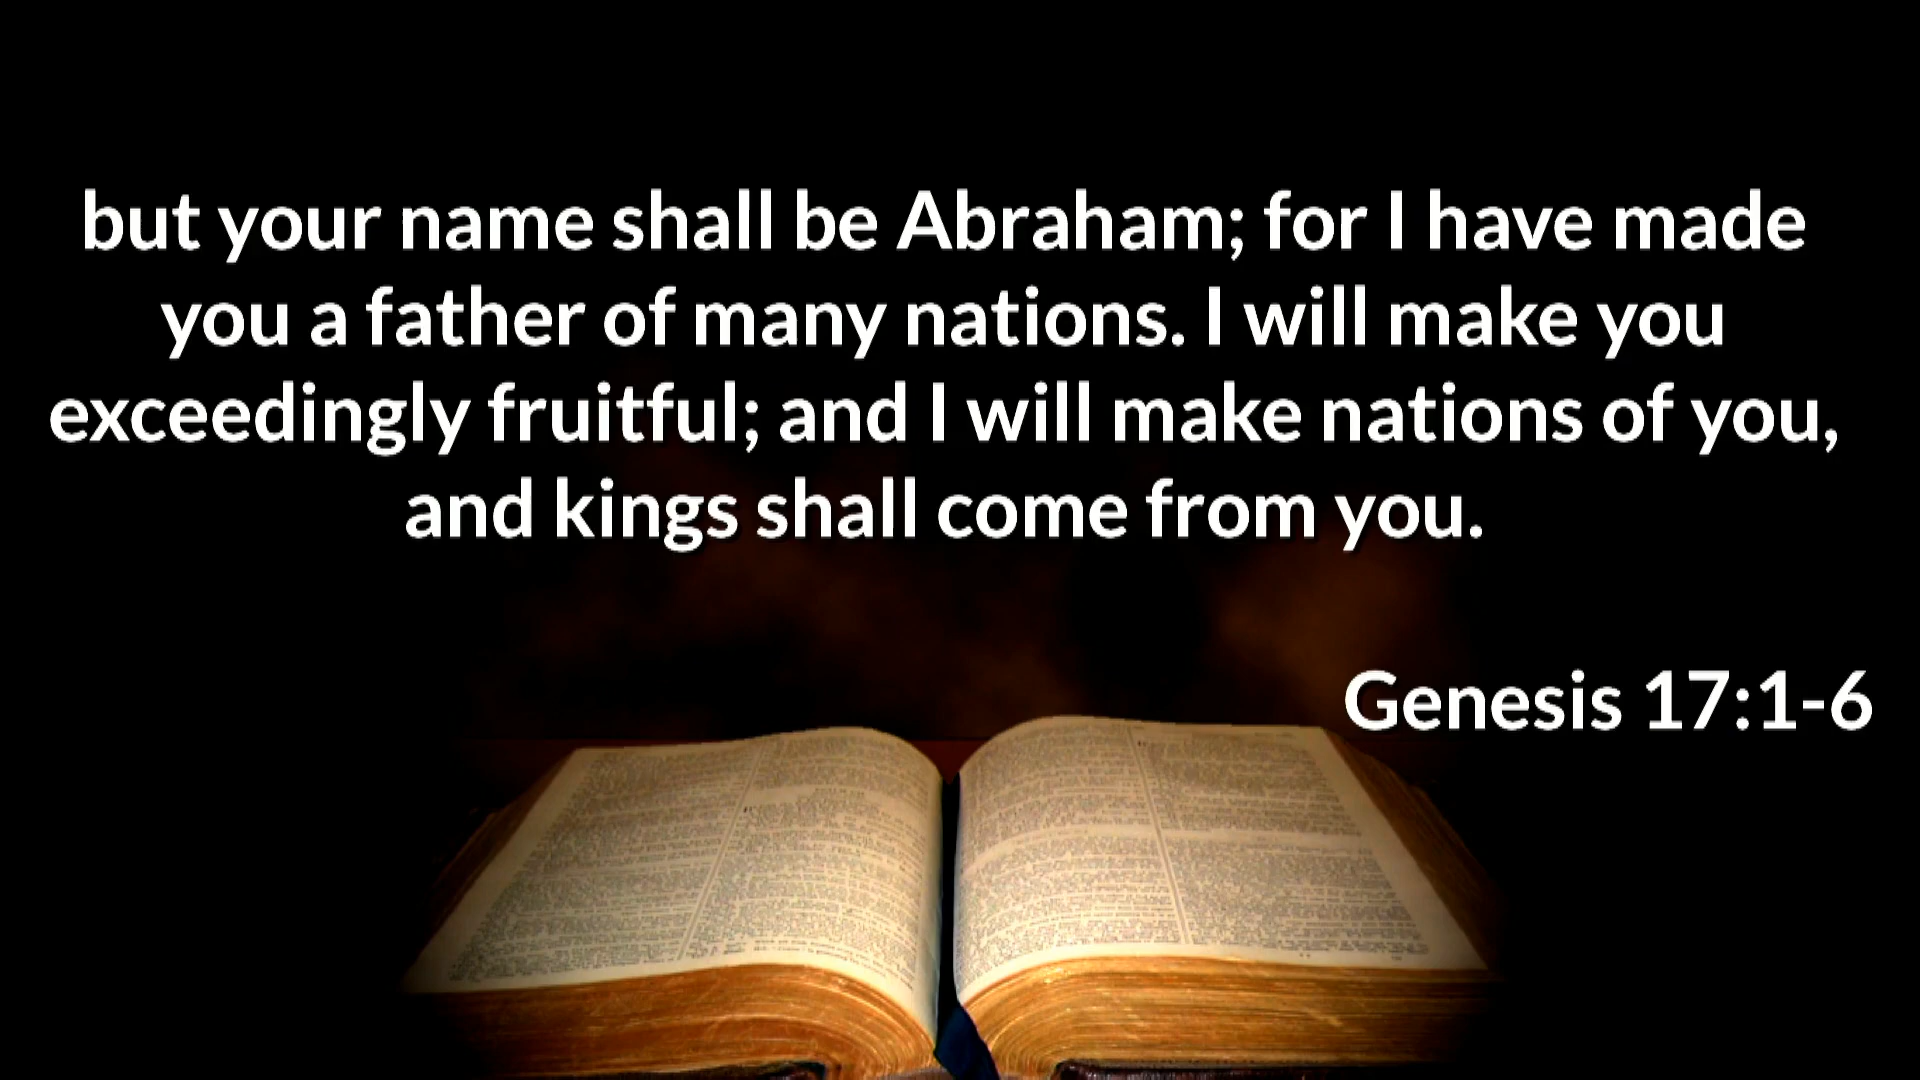 but your name shall be Abraham; for I have made
you a father of many nations. I will make you
exceedingly fruitful; and I will make nations of you,
and kings shall come from you.
Genesis 17:1-6